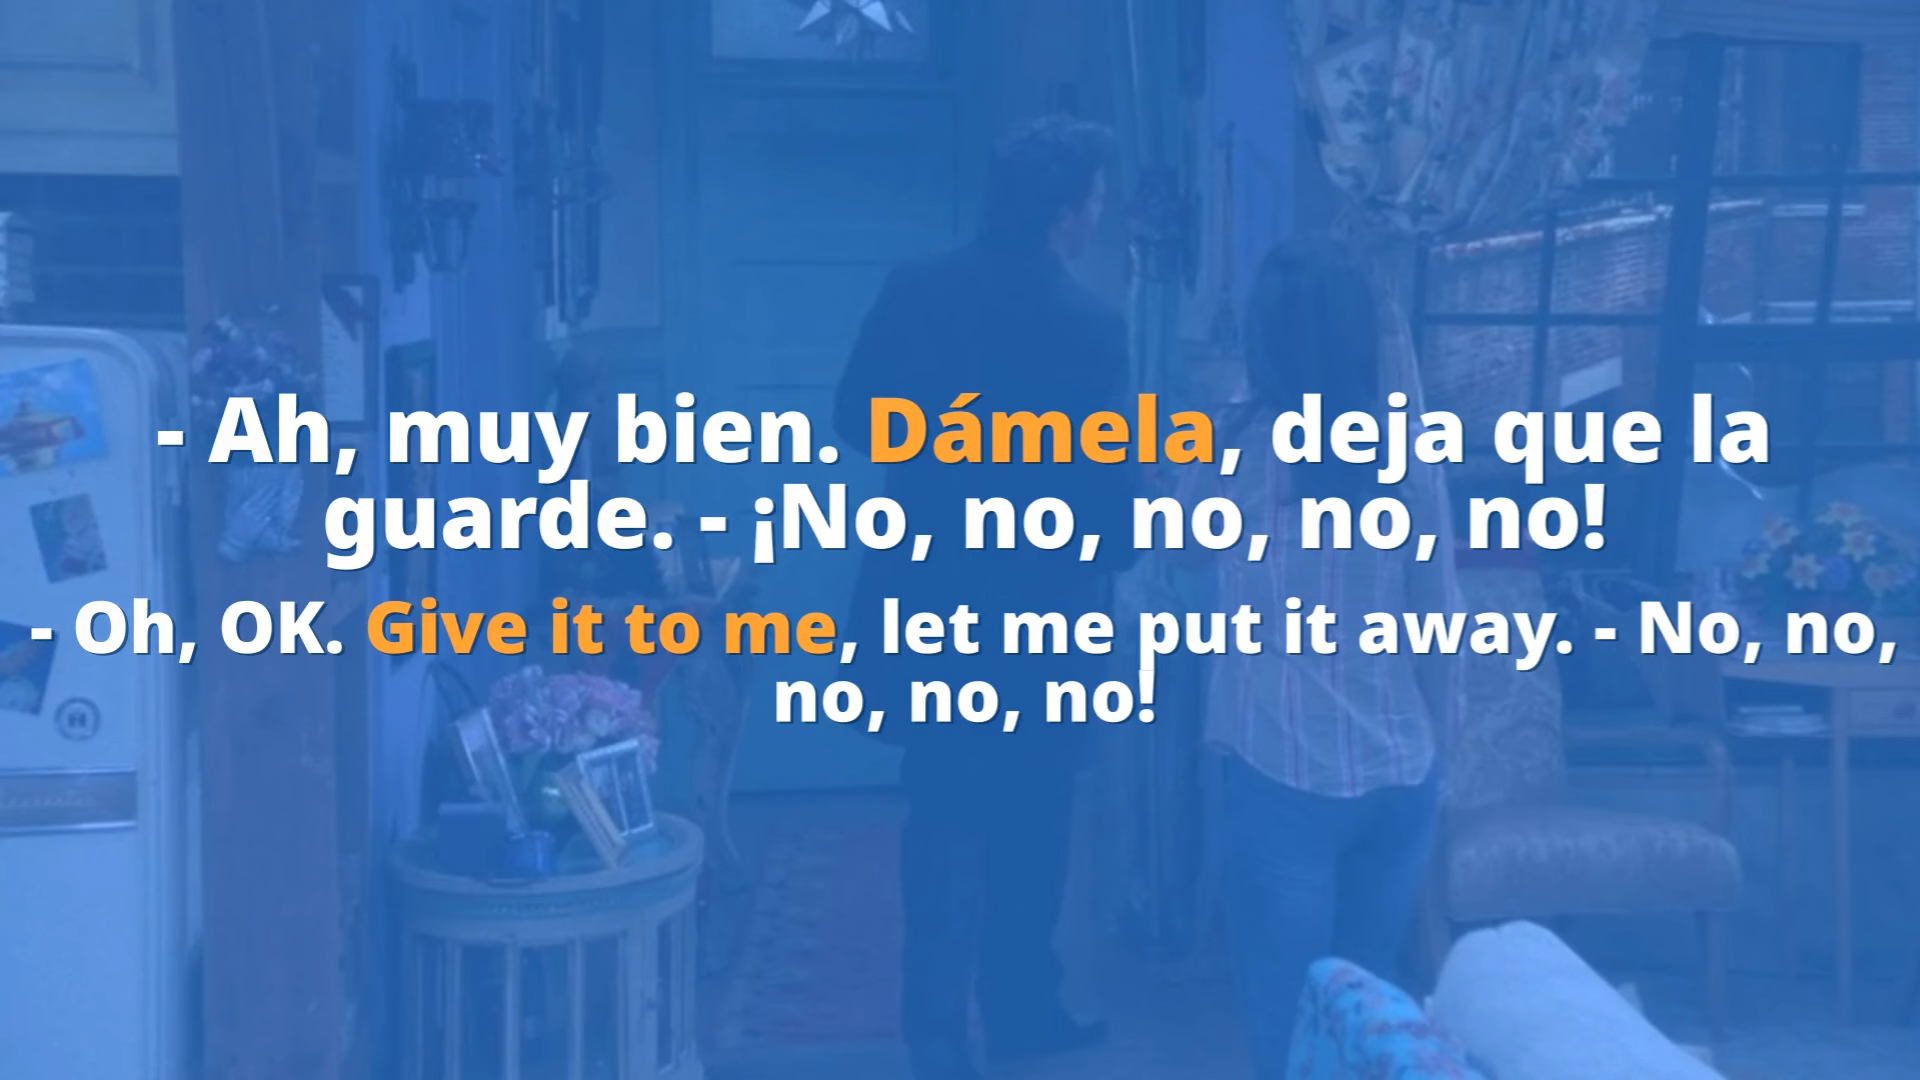 - Ah, muy bien. Dámela, deja que la
guarde. - ¡No, no, no, no, no!
- Oh, OK. Give it to me, let me put it away. - No, no,
no, no, no!